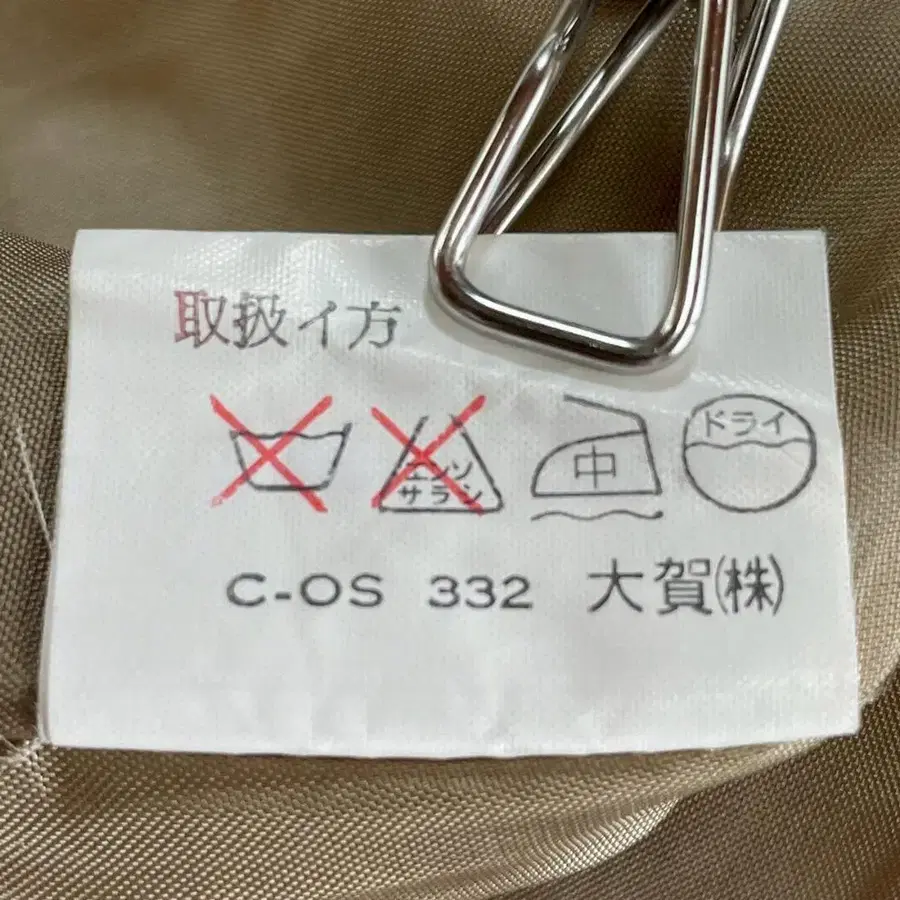 取扱イ方
エンソ
サラシ
中
ドライ
C-OS 332 大賀(株)